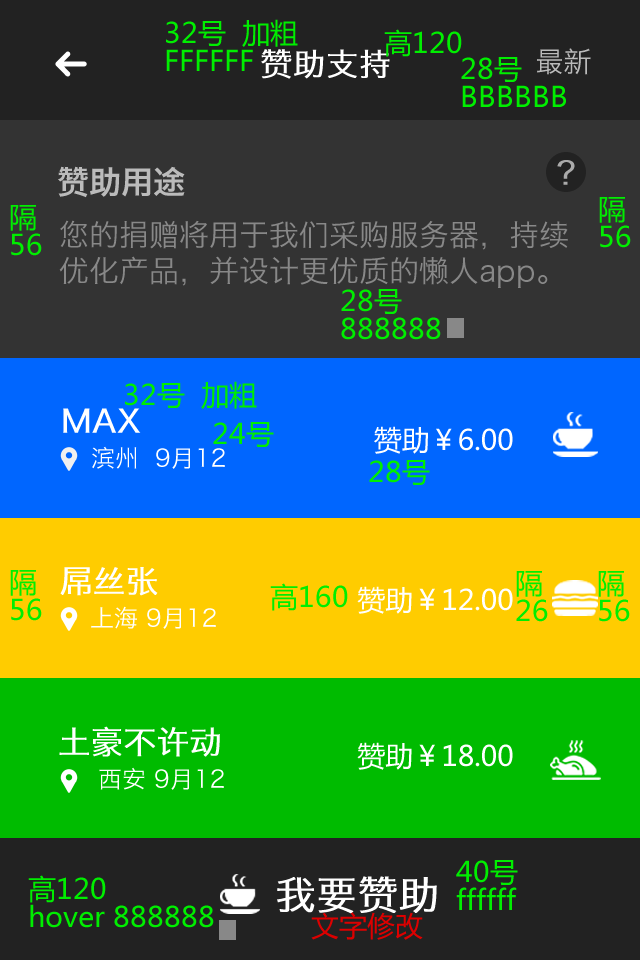 32号 加粗
FFFFFF
赞助支持
高120
28号
BBBBBB
最新
赞助用途
?
隔
56
隔
56
您的捐赠将用于我们采购服务器，持续
优化产品，并设计更优质的懒人app。
28号
888888
32号 加粗
MAX
24号
滨州 9月12
赞助￥6.00
28号
隔
56
屌丝张
上海 9月12
高160
赞助￥12.00
隔
26
隔
56
土豪不许动
西安 9月12
赞助￥18.00
高120
hover 888888
我要赞助
40号
ffffff
文字修改